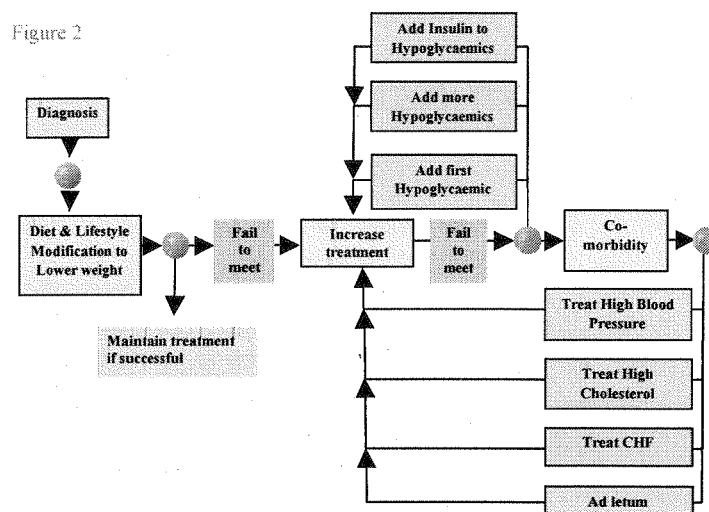 Figure 2
Add Insulin to
Hypoglycaemics
Diagnosis
Add more
Hypoglycaemics
Add first
Hypoglycaemic
Diet & Lifestyle
Modification to
Lower weight
Fail
to
meet
Increase
treatment
Fail
to
meet
Co-
morbidity
Maintain treatment
if successful
Treat High Blood
Pressure
Treat High
Cholesterol
Treat CHF
Ad letum